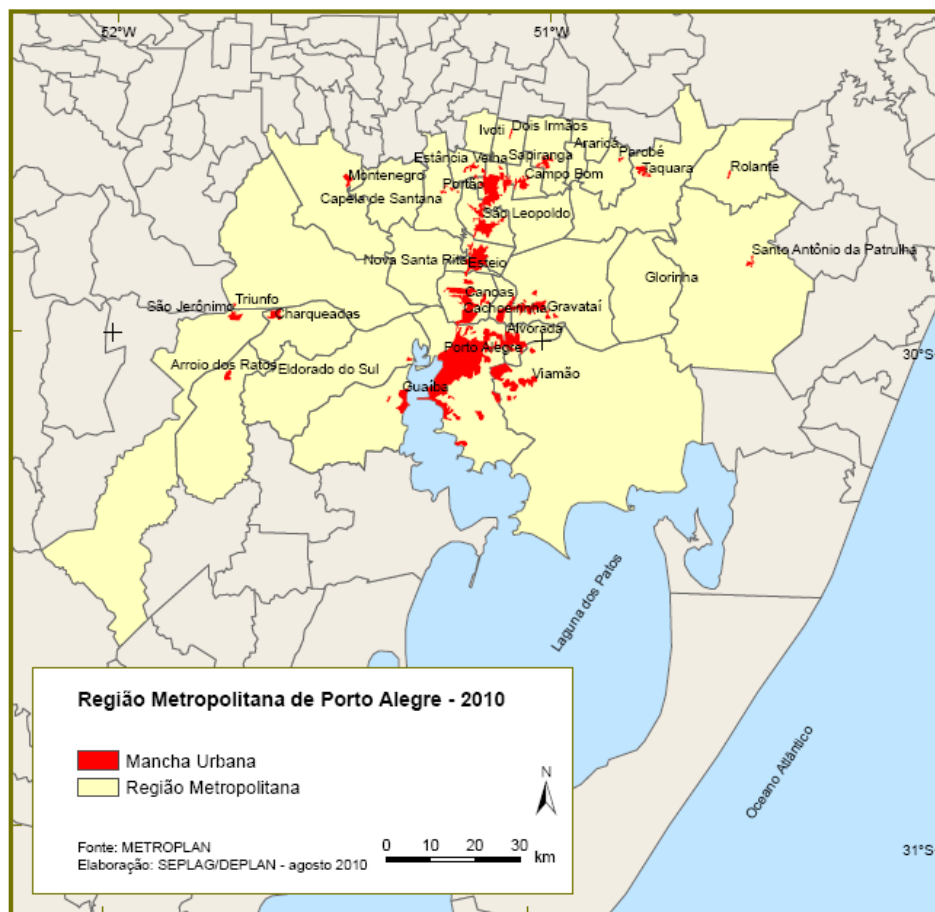 52°W
51°W
Ivoti
Dois Irmãos
Araricá
Estância Velha
Sapiranga
Parobé
Montenegro
Portão
Campo Bom
Taquara
Rolante
Capela de Santana
São Leopoldo
Nova Santa Rita
Esteio
Santo Antônio da Patrulha
Glorinha
Canoas
São Jerônimo
Triunfo
Charqueadas
Cachoeirinha
Gravataí
Alvorada
Porto Alegre
30°S
Arroio dos Ratos
Eldorado do Sul
Guaíba
Viamão
Laguna dos Patos
Oceano Atlântico
Região Metropolitana de Porto Alegre - 2010
Mancha Urbana
Região Metropolitana
N
Fonte: METROPLAN
Elaboração: SEPLAG/DEPLAN - agosto 2010
0 10 20 30
km
31°S